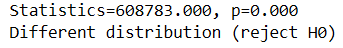 Statistics=608783.000, p=0.000
Different distribution (reject H0)